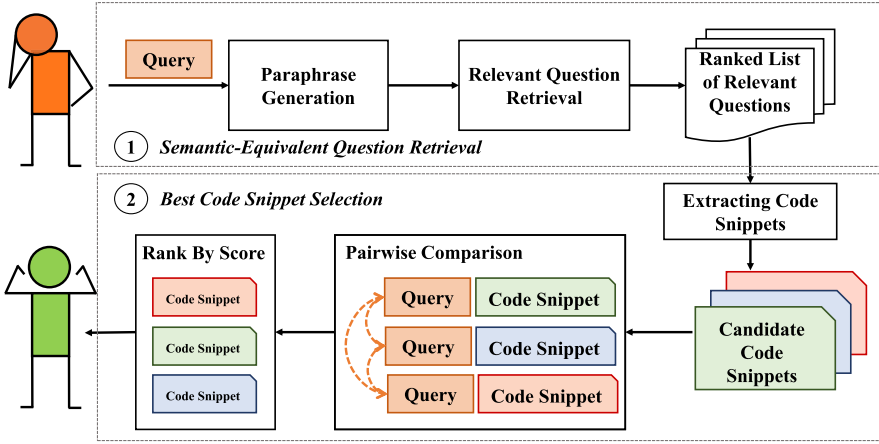 Query
Paraphrase
Generation
Relevant Question
Retrieval
Ranked List
of Relevant
Questions
1
Semantic-Equivalent Question Retrieval
2
Best Code Snippet Selection
Extracting Code
Snippets
Rank By Score
Code Snippet
Code Snippet
Code Snippet
Pairwise Comparison
Query
Code Snippet
Query
Code Snippet
Query
Code Snippet
Candidate
Code
Snippets